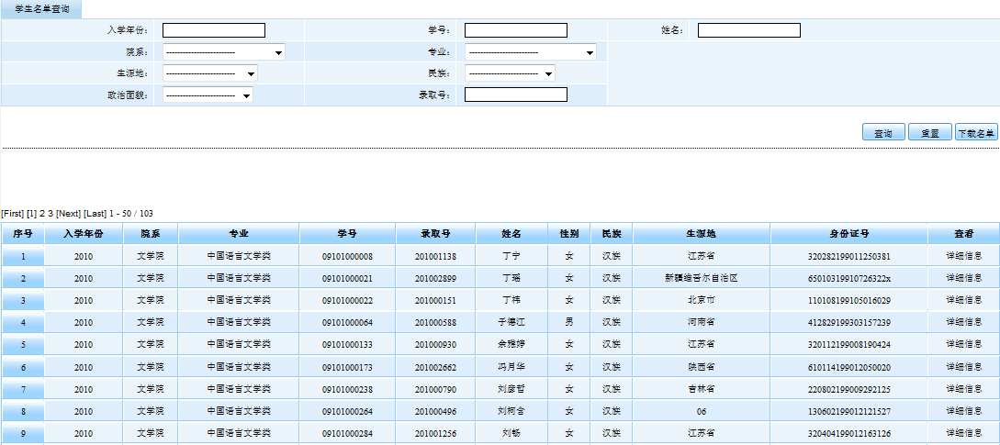 学生名单查询
入学年份： 学号： 姓名：
院系： ------------------------ 专业： ------------------------
生源地： ------------------------ 民族： ------------------------
政治面貌： ------------------------ 录取号：
查询 重置 下载名单
[First] [1] 2 3 [Next] [Last] 1 - 50 / 103
序号 入学年份 院系 专业 学号 录取号 姓名 性别 民族 生源地 身份证号 查看
1 2010 文学院 中国语言文学类 09101000008 201001138 丁宁 女 汉族 江苏省 320282199011250381 详细信息
2 2010 文学院 中国语言文学类 09101000021 201002899 丁瑶 女 汉族 新疆维吾尔自治区 65010319910726322x 详细信息
3 2010 文学院 中国语言文学类 09101000022 201000151 丁祎 女 汉族 北京市 110108199105016029 详细信息
4 2010 文学院 中国语言文学类 09101000064 201000588 于德江 男 汉族 河南省 412829199303157239 详细信息
5 2010 文学院 中国语言文学类 09101000133 201000930 余雅婷 女 汉族 江苏省 320112199008190424 详细信息
6 2010 文学院 中国语言文学类 09101000173 201002662 冯月华 女 汉族 陕西省 610114199012050020 详细信息
7 2010 文学院 中国语言文学类 09101000238 201000790 刘彦哲 女 汉族 吉林省 220802199009292125 详细信息
8 2010 文学院 中国语言文学类 09101000264 201000496 刘柯含 女 汉族 06 130602199012121527 详细信息
9 2010 文学院 中国语言文学类 09101000284 201001256 刘畅 女 汉族 江苏省 320404199012163126 详细信息